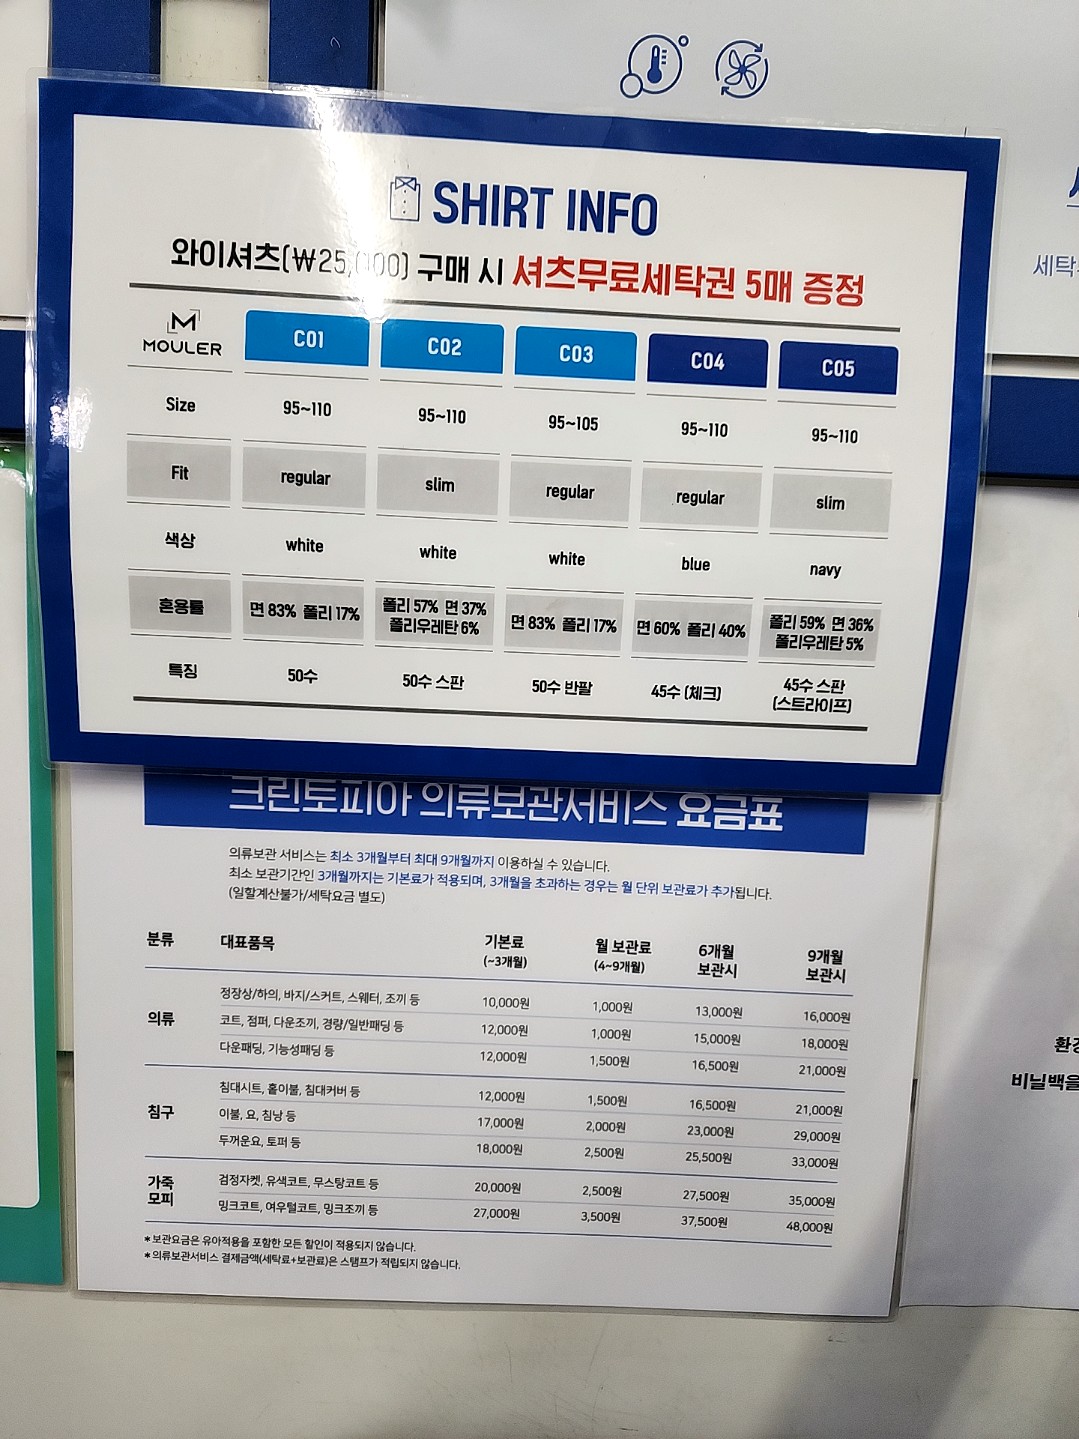 SHIRT INFO
와이셔츠(₩25,000) 구매 시 셔츠무료세탁권 5매 증정
M
MOULER C01 C02 C03 C04 C05
Size 95~110 95~110 95~105 95~110 95~110
Fit regular slim regular regular slim
색상 white white white blue navy
혼용률 면 83% 폴리 17% 폴리 57% 면 37% 폴리우레탄 6% 면 83% 폴리 17% 면 60% 폴리 40% 폴리 59% 면 36% 폴리우레탄 5%
특징 50수 50수 스판 50수 반팔 45수 (체크) 45수 스판 (스트라이프)
세탁
크린토피아 의류보관서비스 요금표
의류보관 서비스는 최소 3개월부터 최대 9개월까지 이용하실 수 있습니다.
최소 보관기간인 3개월까지는 기본료가 적용되며, 3개월을 초과하는 경우는 월 단위 보관료가 추가됩니다.
(일할계산불가/세탁요금 별도)
분류 대표품목 기본료 (~3개월) 월 보관료 (4~9개월) 6개월 보관시 9개월 보관시
의류 정장상/하의, 바지/스커트, 스웨터, 조끼 등 10,000원 1,000원 13,000원 16,000원
코트, 점퍼, 다운조끼, 경량/일반패딩 등 12,000원 1,000원 15,000원 18,000원
다운패딩, 기능성패딩 등 12,000원 1,500원 16,500원 21,000원
침구 침대시트, 홑이불, 침대커버 등 12,000원 1,500원 16,500원 21,000원
이불, 요, 침낭 등 17,000원 2,000원 23,000원 29,000원
두꺼운요, 토퍼 등 18,000원 2,500원 25,500원 33,000원
가죽 모피 검정자켓, 유색코트, 무스탕코트 등 20,000원 2,500원 27,500원 35,000원
밍크코트, 여우털코트, 밍크조끼 등 27,000원 3,500원 37,500원 48,000원
* 보관요금은 유아적용을 포함한 모든 할인이 적용되지 않습니다.
* 의류보관서비스 결제금액(세탁료+보관료)은 스탬프가 적립되지 않습니다.
비닐백을